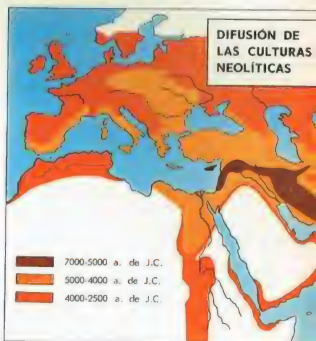 DIFUSIÓN DE
LAS CULTURAS
NEOLÍTICAS
7000-5000 a. de J.C.
5000-4000 a. de J.C.
4000-2500 a. de J.C.